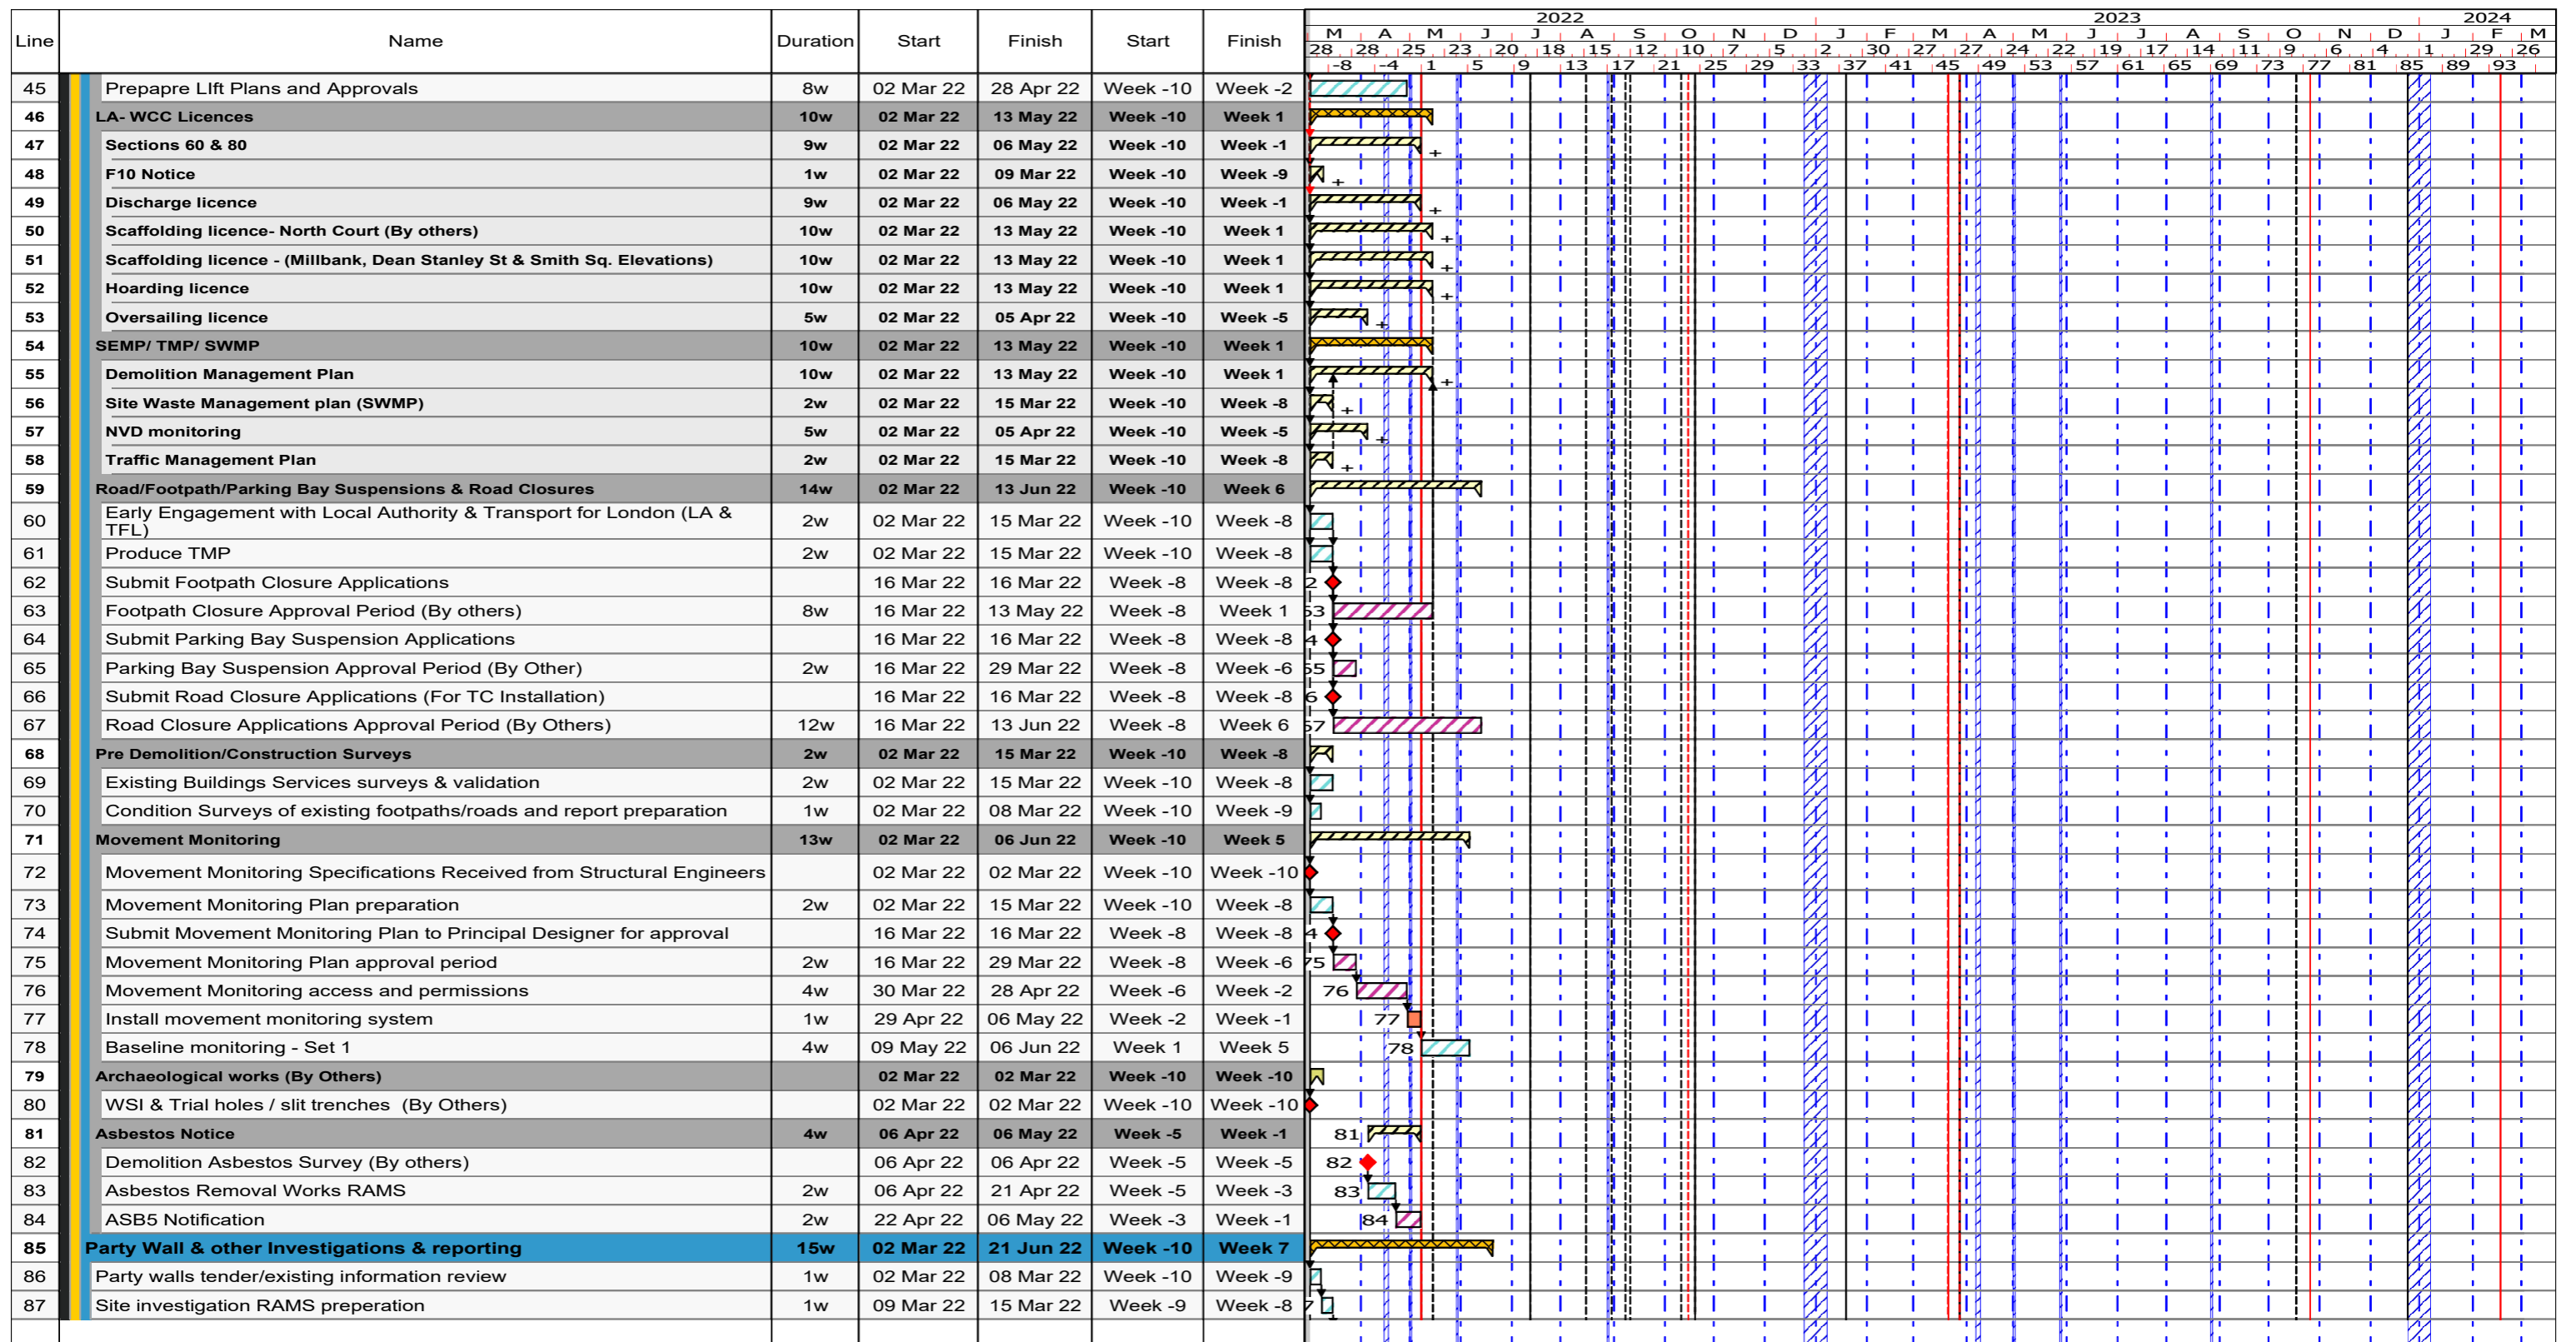 2022 2023 2024
Line Name Duration Start Finish Start Finish
M A M J J A S O N D J F M A M J J A S O N D J F M
28 28 25 23 20 18 15 12 10 7 5 2 30 27 27 24 22 19 17 14 11 9 6 4 1 29 26
-8 -4 1 5 9 13 17 21 25 29 33 37 41 45 49 53 57 61 65 69 73 77 81 85 89 93
45 Prepapre LIft Plans and Approvals 8w 02 Mar 22 28 Apr 22 Week -10 Week -2
46 LA- WCC Licences 10w 02 Mar 22 13 May 22 Week -10 Week 1
47 Sections 60 & 80 9w 02 Mar 22 06 May 22 Week -10 Week -1
48 F10 Notice 1w 02 Mar 22 09 Mar 22 Week -10 Week -9
49 Discharge licence 9w 02 Mar 22 06 May 22 Week -10 Week -1
50 Scaffolding licence- North Court (By others) 10w 02 Mar 22 13 May 22 Week -10 Week 1
51 Scaffolding licence - (Millbank, Dean Stanley St & Smith Sq. Elevations) 10w 02 Mar 22 13 May 22 Week -10 Week 1
52 Hoarding licence 10w 02 Mar 22 13 May 22 Week -10 Week 1
53 Oversailing licence 5w 02 Mar 22 05 Apr 22 Week -10 Week -5
54 SEMP/ TMP/ SWMP 10w 02 Mar 22 13 May 22 Week -10 Week 1
55 Demolition Management Plan 10w 02 Mar 22 13 May 22 Week -10 Week 1
56 Site Waste Management plan (SWMP) 2w 02 Mar 22 15 Mar 22 Week -10 Week -8
57 NVD monitoring 5w 02 Mar 22 05 Apr 22 Week -10 Week -5
58 Traffic Management Plan 2w 02 Mar 22 15 Mar 22 Week -10 Week -8
59 Road/Footpath/Parking Bay Suspensions & Road Closures 14w 02 Mar 22 13 Jun 22 Week -10 Week 6
60 Early Engagement with Local Authority & Transport for London (LA &
TFL) 2w 02 Mar 22 15 Mar 22 Week -10 Week -8
61 Produce TMP 2w 02 Mar 22 15 Mar 22 Week -10 Week -8
62 Submit Footpath Closure Applications 16 Mar 22 16 Mar 22 Week -8 Week -8 2
63 Footpath Closure Approval Period (By others) 8w 16 Mar 22 13 May 22 Week -8 Week 1 63
64 Submit Parking Bay Suspension Applications 16 Mar 22 16 Mar 22 Week -8 Week -8 4
65 Parking Bay Suspension Approval Period (By Other) 2w 16 Mar 22 29 Mar 22 Week -8 Week -6 65
66 Submit Road Closure Applications (For TC Installation) 16 Mar 22 16 Mar 22 Week -8 Week -8 6
67 Road Closure Applications Approval Period (By Others) 12w 16 Mar 22 13 Jun 22 Week -8 Week 6 67
68 Pre Demolition/Construction Surveys 2w 02 Mar 22 15 Mar 22 Week -10 Week -8
69 Existing Buildings Services surveys & validation 2w 02 Mar 22 15 Mar 22 Week -10 Week -8
70 Condition Surveys of existing footpaths/roads and report preparation 1w 02 Mar 22 08 Mar 22 Week -10 Week -9
71 Movement Monitoring 13w 02 Mar 22 06 Jun 22 Week -10 Week 5
72 Movement Monitoring Specifications Received from Structural Engineers 02 Mar 22 02 Mar 22 Week -10 Week -10
73 Movement Monitoring Plan preparation 2w 02 Mar 22 15 Mar 22 Week -10 Week -8
74 Submit Movement Monitoring Plan to Principal Designer for approval 16 Mar 22 16 Mar 22 Week -8 Week -8 4
75 Movement Monitoring Plan approval period 2w 16 Mar 22 29 Mar 22 Week -8 Week -6 75
76 Movement Monitoring access and permissions 4w 30 Mar 22 28 Apr 22 Week -6 Week -2 76
77 Install movement monitoring system 1w 29 Apr 22 06 May 22 Week -2 Week -1 77
78 Baseline monitoring - Set 1 4w 09 May 22 06 Jun 22 Week 1 Week 5 78
79 Archaeological works (By Others) 02 Mar 22 02 Mar 22 Week -10 Week -10
80 WSI & Trial holes / slit trenches (By Others) 02 Mar 22 02 Mar 22 Week -10 Week -10
81 Asbestos Notice 4w 06 Apr 22 06 May 22 Week -5 Week -1 81
82 Demolition Asbestos Survey (By others) 06 Apr 22 06 Apr 22 Week -5 Week -5 82
83 Asbestos Removal Works RAMS 2w 06 Apr 22 21 Apr 22 Week -5 Week -3 83
84 ASB5 Notification 2w 22 Apr 22 06 May 22 Week -3 Week -1 84
85 Party Wall & other Investigations & reporting 15w 02 Mar 22 21 Jun 22 Week -10 Week 7
86 Party walls tender/existing information review 1w 02 Mar 22 08 Mar 22 Week -10 Week -9
87 Site investigation RAMS preperation 1w 09 Mar 22 15 Mar 22 Week -9 Week -8 7